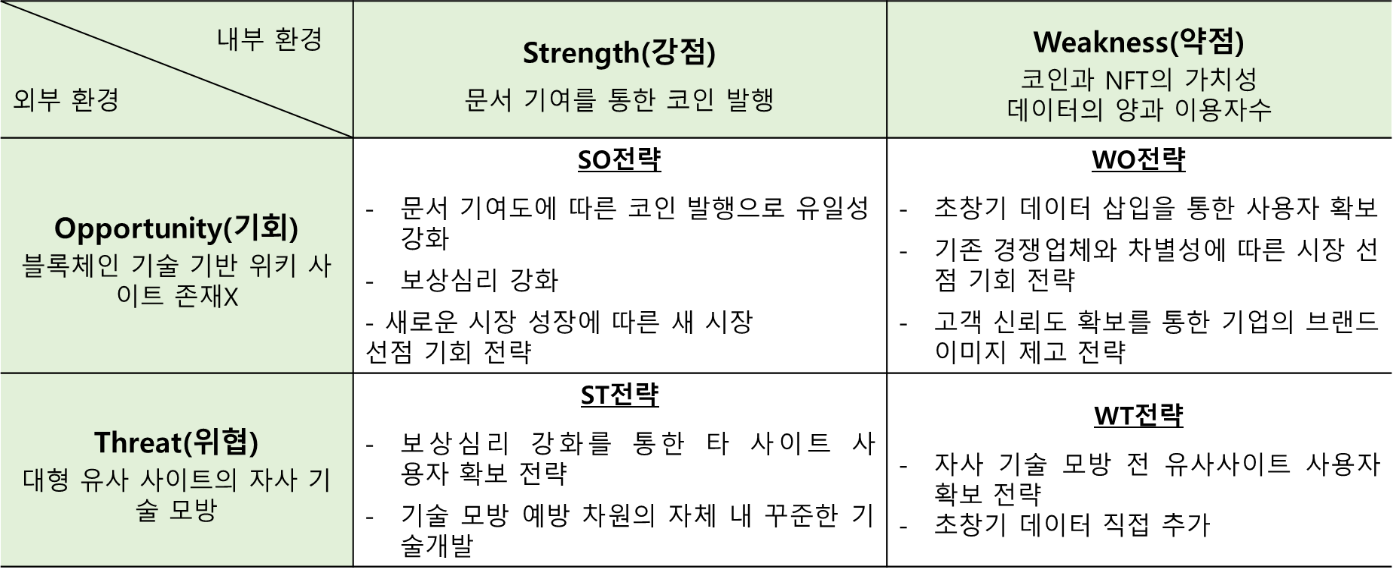 내부 환경
외부 환경
Strength(강점)
문서 기여를 통한 코인 발행
Weakness(약점)
코인과 NFT의 가치성
데이터의 양과 이용자수
Opportunity(기회)
블록체인 기술 기반 위키 사
이트 존재X
SO전략
- 문서 기여도에 따른 코인 발행으로 유일성
강화
- 보상심리 강화
- 새로운 시장 성장에 따른 새 시장
선점 기회 전략
WO전략
- 초창기 데이터 삽입을 통한 사용자 확보
- 기존 경쟁업체와 차별성에 따른 시장 선
점 기회 전략
- 고객 신뢰도 확보를 통한 기업의 브랜드
이미지 제고 전략
Threat(위협)
대형 유사 사이트의 자사 기
술 모방
ST전략
- 보상심리 강화를 통한 타 사이트 사
용자 확보 전략
- 기술 모방 예방 차원의 자체 내 꾸준한 기
술개발
WT전략
- 자사 기술 모방 전 유사사이트 사용자
확보 전략
- 초창기 데이터 직접 추가